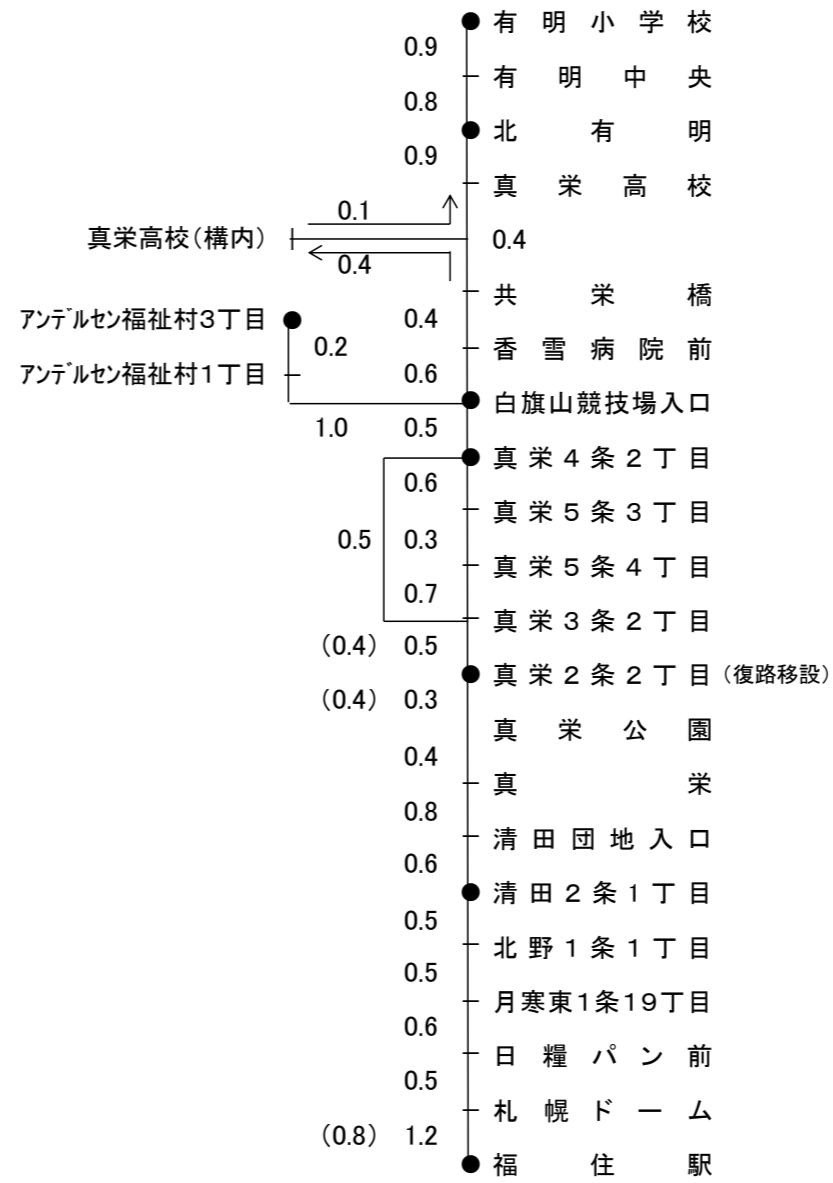 有明小学校
0.9
有明中央
0.8
北有明
0.9
真栄高校
0.1
真栄高校(構内)
0.4
0.4
共栄橋
アンデルセン福祉村3丁目
0.4
0.2
香雪病院前
アンデルセン福祉村1丁目
0.6
白旗山競技場入口
1.0
0.5
真栄4条2丁目
0.6
真栄5条3丁目
0.5
0.3
真栄5条4丁目
0.7
真栄3条2丁目
(0.4) 0.5
真栄2条2丁目(復路移設)
(0.4) 0.3
真栄公園
0.4
真栄
0.8
清田団地入口
0.6
清田2条1丁目
0.5
北野1条1丁目
0.5
月寒東1条19丁目
0.6
日糧パン前
0.5
札幌ドーム
(0.8) 1.2
福住駅